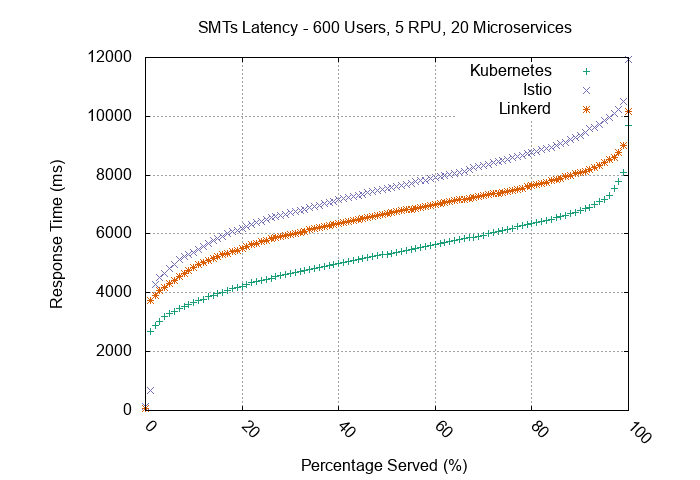 SMTs Latency - 600 Users, 5 RPU, 20 Microservices
12000
10000
8000
6000
4000
2000
0
Response Time (ms)
Kubernetes
Istio
Linkerd
0 20 40 60 80 100
Percentage Served (%)